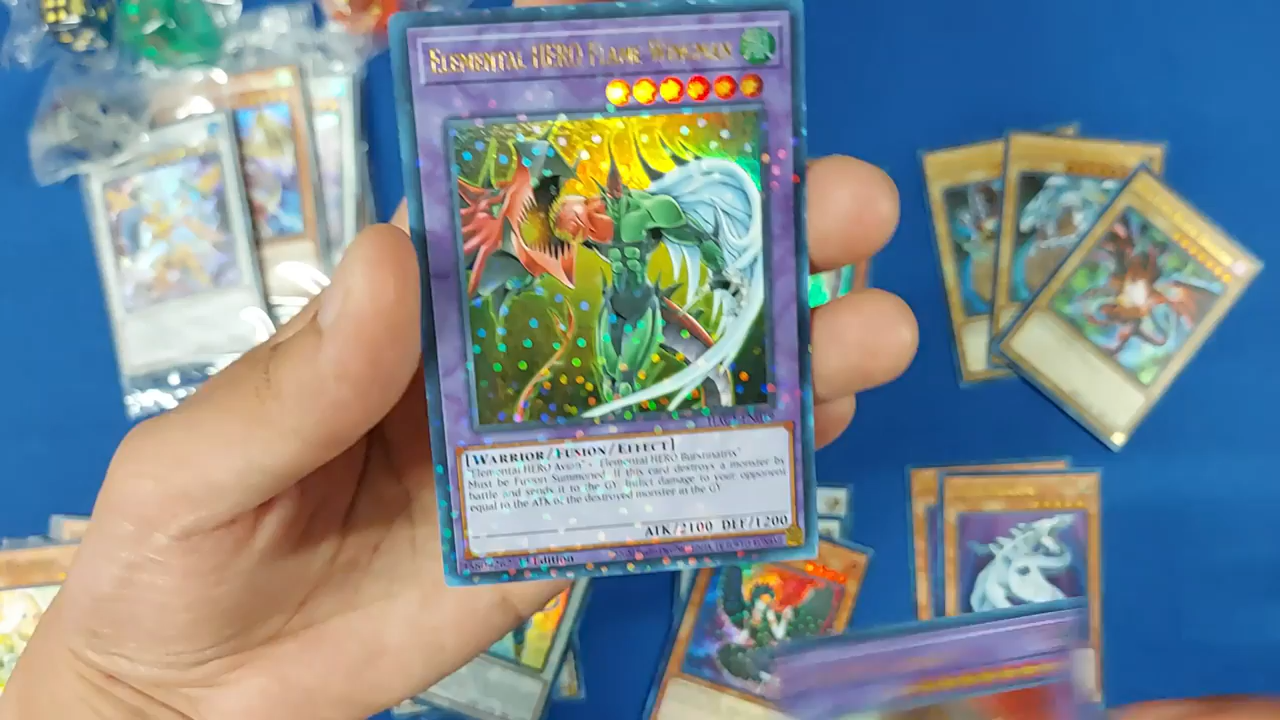 ELEMENTAL HERO FLAME WINGMAN
[WARRIOR/FUSION/EFFECT]
"Elemental HERO Avian" + "Elemental HERO Burstinatrix"
Must be Fusion Summoned. If this card destroys a monster by
battle and sends it to the GY: Inflict damage to your opponent
equal to the ATK of the destroyed monster in the GY.
ATK/2100 DEF/1200
1st Edition